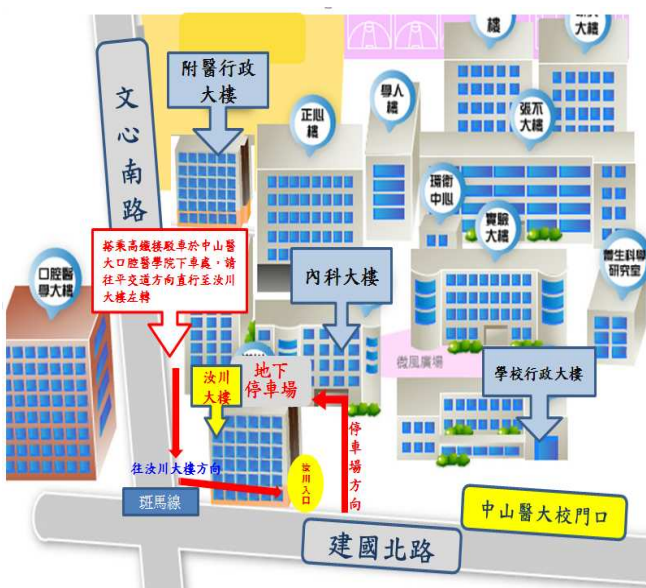 樓
大樓
附醫行政
大樓
文心南路
正心
樓
學人
樓
張不
大樓
環衛
中心
實驗
大樓
養生科學
研究室
口腔醫
學大樓
搭乘高鐵接駁車於中山醫
大口腔醫學院下車處，請
往平交道方向直行至汝川
大樓左轉
內科大樓
微風廣場
學校行政大樓
汝川
大樓
地下
停車場
停車場方向
往汝川大樓方向
汝川入口
斑馬線
建國北路
中山醫大校門口